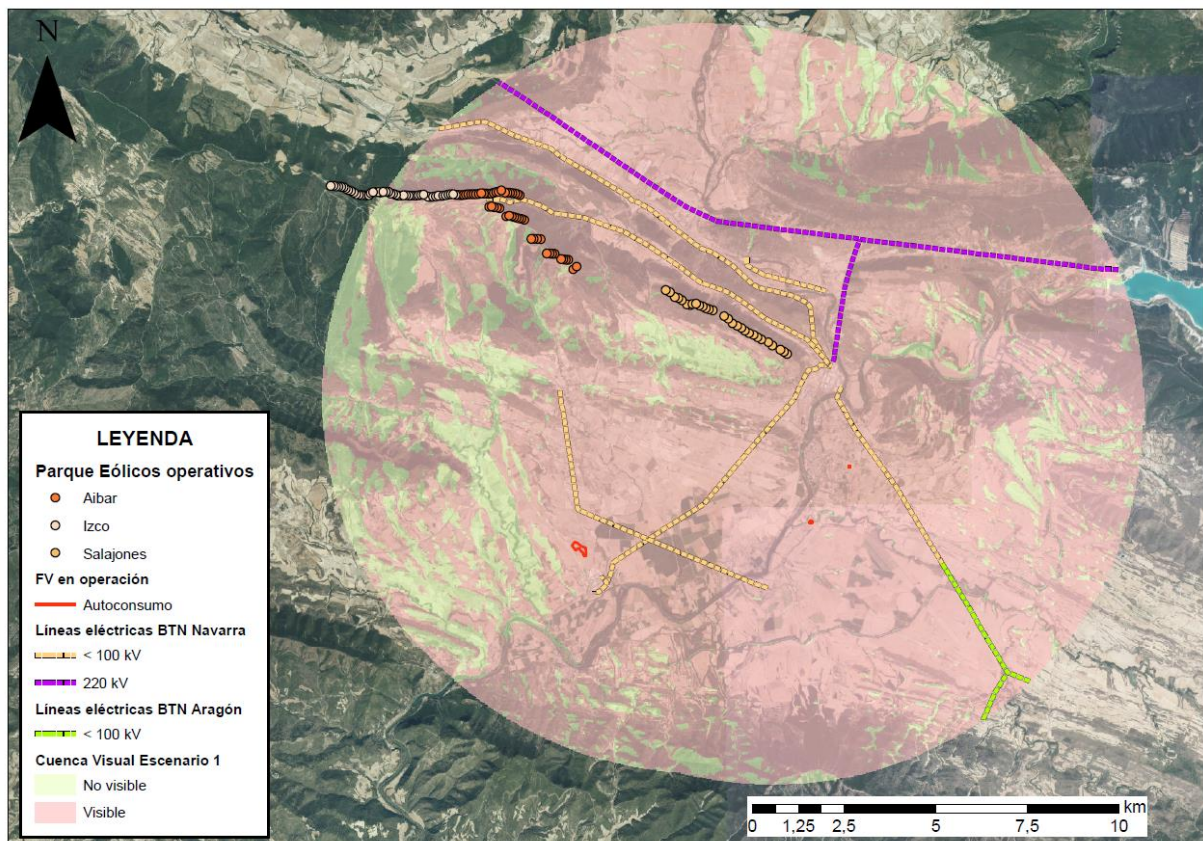 N
LEYENDA
Parque Eólicos operativos
Aibar
Izco
Salajones
FV en operación
Autoconsumo
Líneas eléctricas BTN Navarra
< 100 kV
220 kV
Líneas eléctricas BTN Aragón
< 100 kV
Cuenca Visual Escenario 1
No visible
Visible
km
0 1,25 2,5 5 7,5 10